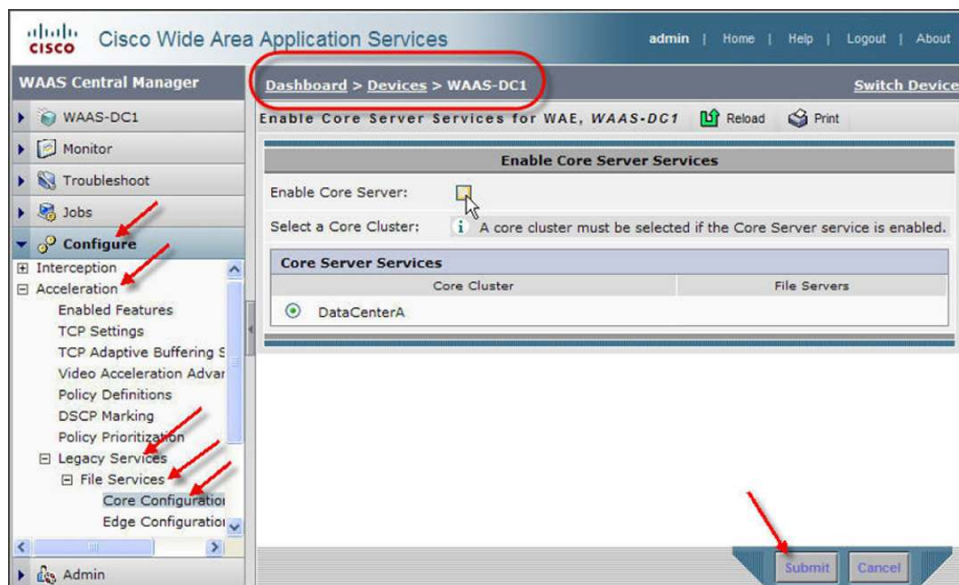 CISCO Cisco Wide Area Application Services
admin | Home | Help | Logout | About
WAAS Central Manager
Dashboard > Devices > WAAS-DC1
Switch Device
WAAS-DC1
Monitor
Troubleshoot
Jobs
Configure
Interception
Acceleration
Enabled Features
TCP Settings
TCP Adaptive Buffering S
Video Acceleration Advar
Policy Definitions
DSCP Marking
Policy Prioritization
Legacy Services
File Services
Core Configuration
Edge Configuration
Admin
Enable Core Server Services for WAE, WAAS-DC1 Reload Print
Enable Core Server Services
Enable Core Server:
Select a Core Cluster: i A core cluster must be selected if the Core Server service is enabled.
Core Server Services
Core Cluster File Servers
DataCenterA
Submit Cancel